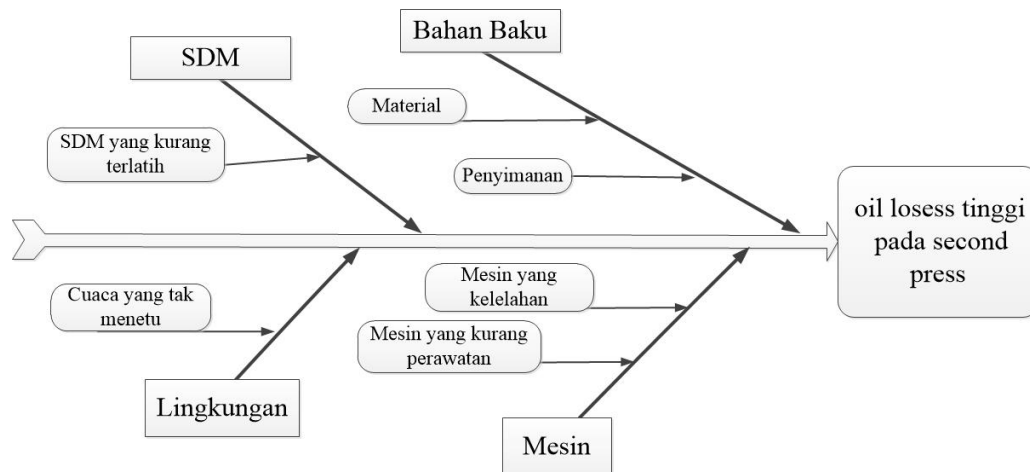 SDM
Bahan Baku
SDM yang kurang
terlatih
Material
Penyimanan
oil losess tinggi
pada second
press
Cuaca yang tak
menetu
Mesin yang
kelelahan
Mesin yang kurang
perawatan
Lingkungan
Mesin